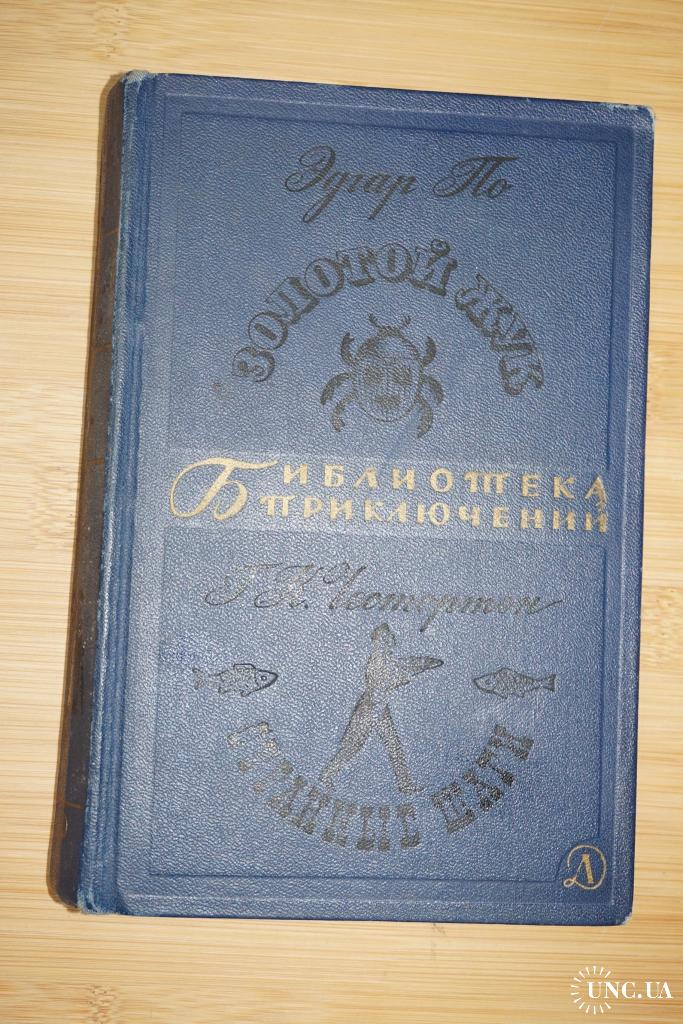 Эдгар По
ЗОЛОТОЙ ЖУК
БИБЛИОТЕКА
ПРИКЛЮЧЕНИЙ
Г. К. Честертон
СТРАННЫЕ ШАГИ
Д
UNC.UA